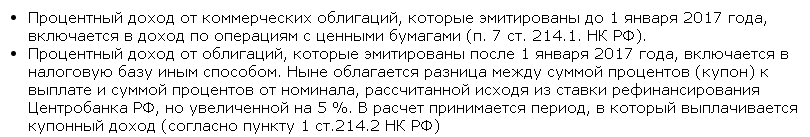 • Процентный доход от коммерческих облигаций, которые эмитированы до 1 января 2017 года,
включается в доход по операциям с ценными бумагами (п. 7 ст. 214.1. НК РФ).
• Процентный доход от облигаций, которые эмитированы после 1 января 2017 года, включается в
налоговую базу иным способом. Ныне облагается разница между суммой процентов (купон) к
выплате и суммой процентов от номинала, рассчитанной исходя из ставки рефинансирования
Центробанка РФ, но увеличенной на 5 %. В расчет принимается период, в который выплачивается
купонный доход (согласно пункту 1 ст.214.2 НК РФ)